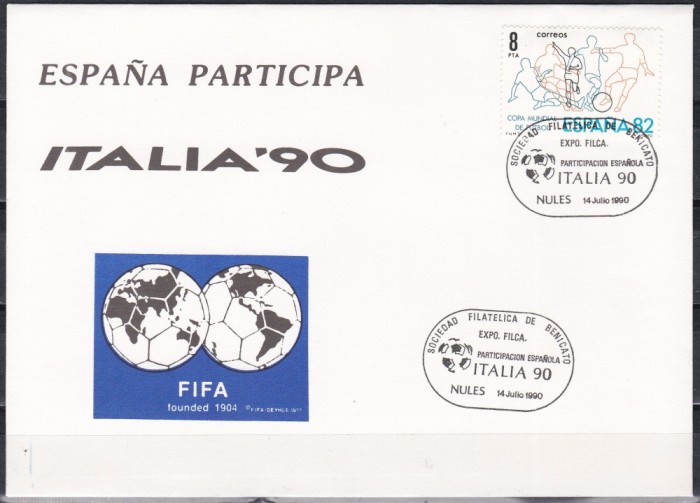 ESPAÑA PARTICIPA
ITALIA'90
8
PTA
correos
COPA MUNDIAL
DE FUTBOL
ESPAÑA 82
SOCIEDAD FILATELICA DE BENICATO
EXPO. FILCA.
PARTICIPACION ESPAÑOLA
ITALIA 90
NULES 14 Julio 1990
FIFA
founded 1904
SOCIEDAD FILATELICA DE BENICATO
EXPO. FILCA.
PARTICIPACION ESPAÑOLA
ITALIA 90
NULES 14 Julio 1990